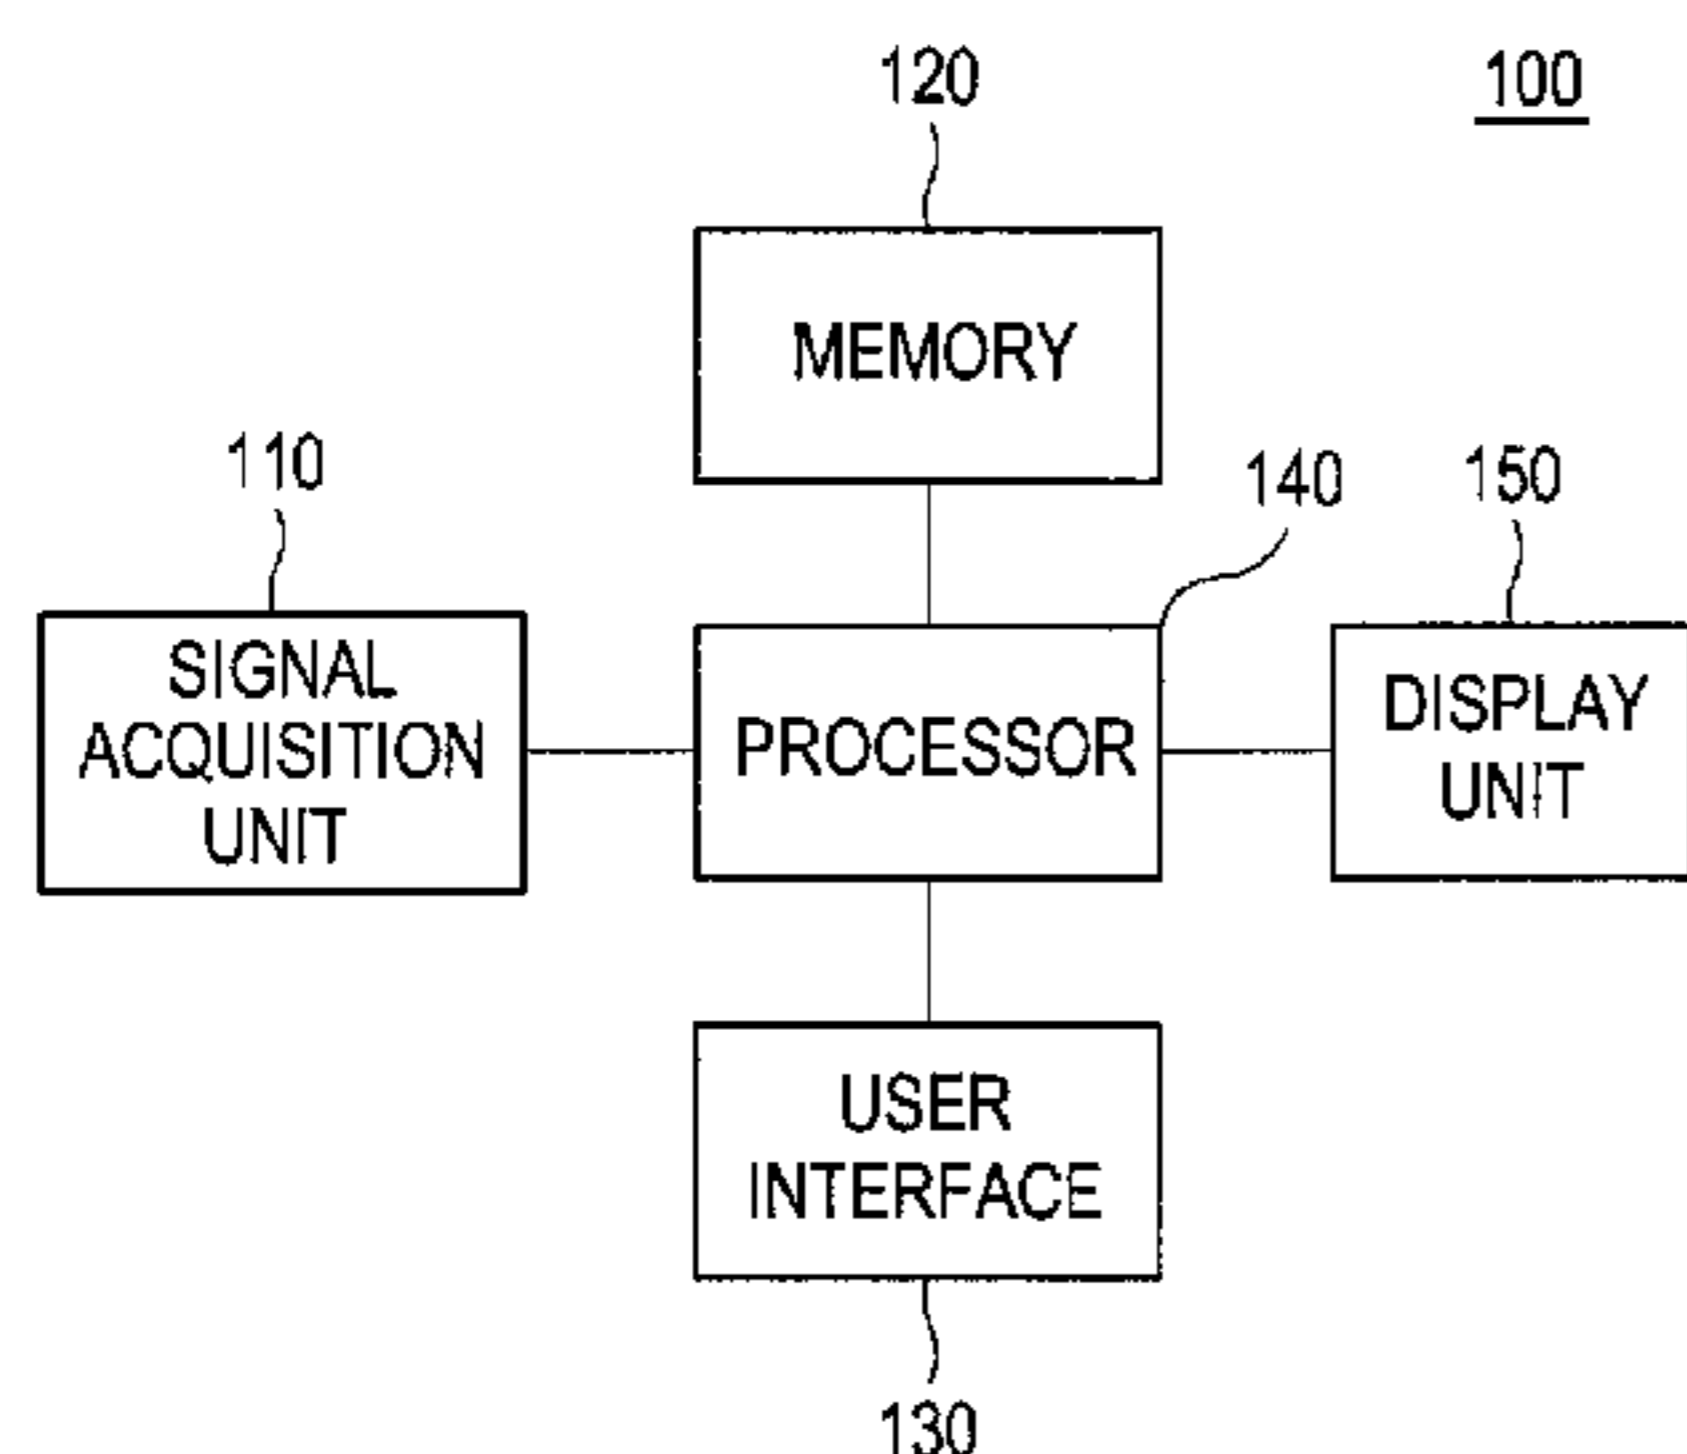 120
100
MEMORY
110
140
150
SIGNAL
ACQUISITION
UNIT
PROCESSOR
DISPLAY
UNIT
USER
INTERFACE
130